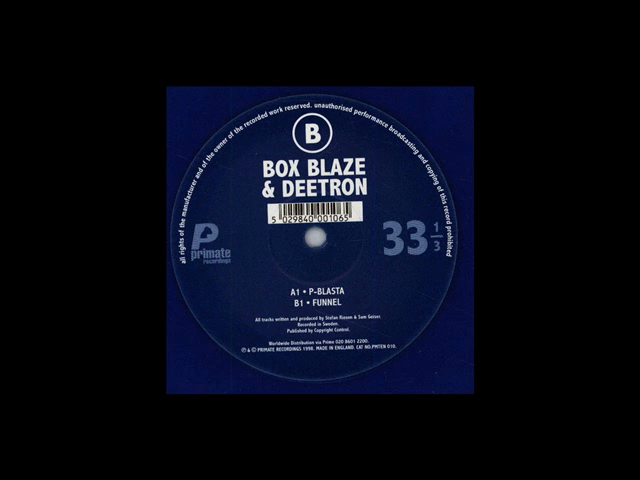 all rights of the manufacturer and of the owner of the recorded work reserved. unauthorised performance broadcasting and copying of this record prohibited
B
BOX BLAZE
& DEETRON
5 029840 001065
P
primate
recordings
33 1/3
A1 • P-BLASTA
B1 • FUNNEL
All tracks written and produced by Stefan Riesen & Sam Geiser.
Recorded in Sweden.
Published by Copyright Control.
Worldwide Distribution via Prime 020 8601 2200.
℗ & © PRIMATE RECORDINGS 1998. MADE IN ENGLAND. CAT NO.PMTEN 010.